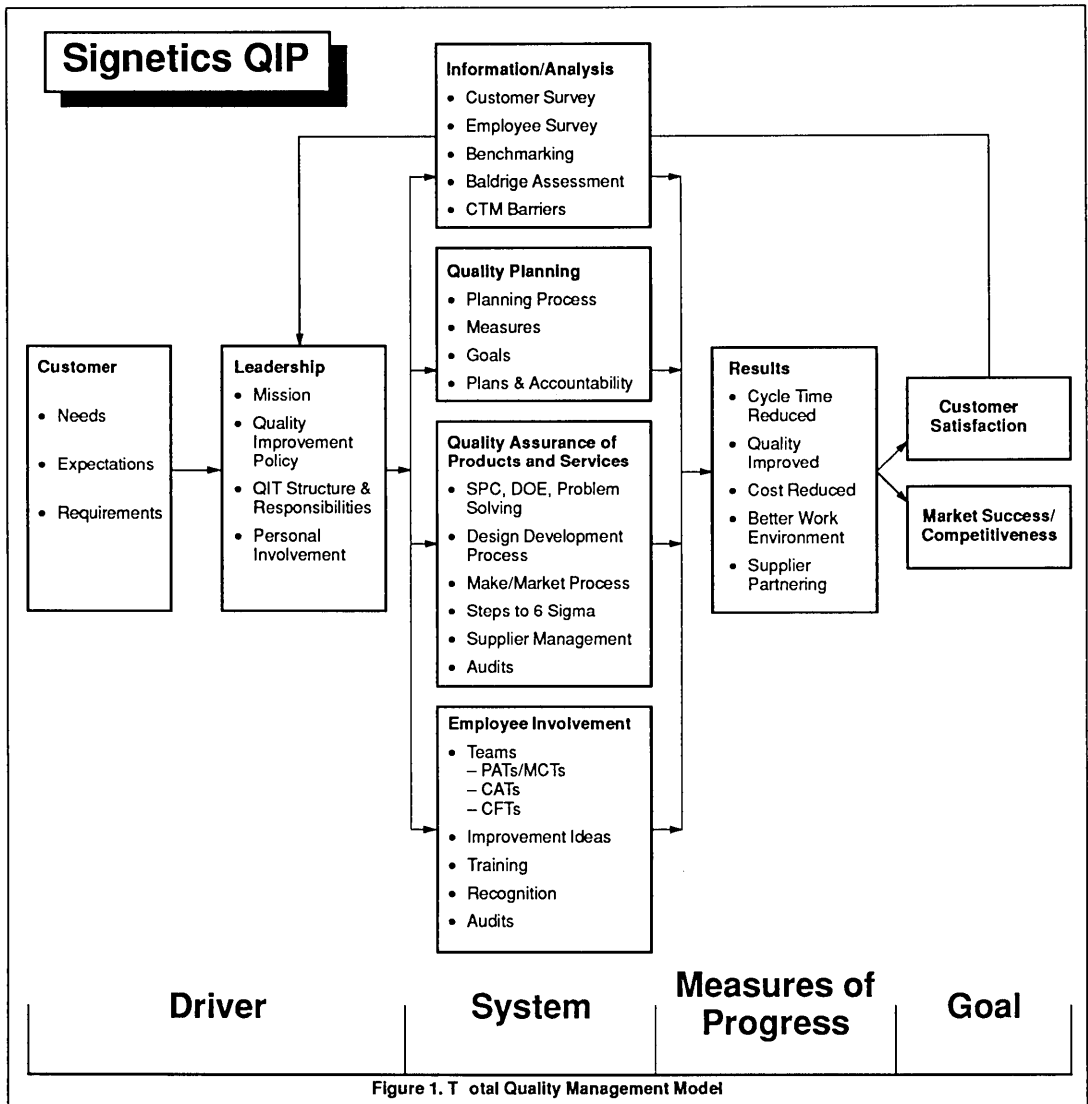 Signetics QIP
Information/Analysis
• Customer Survey
• Employee Survey
• Benchmarking
• Baldrige Assessment
• CTM Barriers
Quality Planning
• Planning Process
• Measures
• Goals
• Plans & Accountability
Customer
• Needs
• Expectations
• Requirements
Leadership
• Mission
• Quality
Improvement
Policy
• QIT Structure &
Responsibilities
• Personal
Involvement
Quality Assurance of
Products and Services
• SPC, DOE, Problem
Solving
• Design Development
Process
• Make/Market Process
• Steps to 6 Sigma
• Supplier Management
• Audits
Employee Involvement
• Teams
– PATs/MCTs
– CATs
– CFTs
• Improvement Ideas
• Training
• Recognition
• Audits
Results
• Cycle Time
Reduced
• Quality
Improved
• Cost Reduced
• Better Work
Environment
• Supplier
Partnering
Customer
Satisfaction
Market Success/
Competitiveness
Driver
System
Measures of
Progress
Goal
Figure 1. T otal Quality Management Model